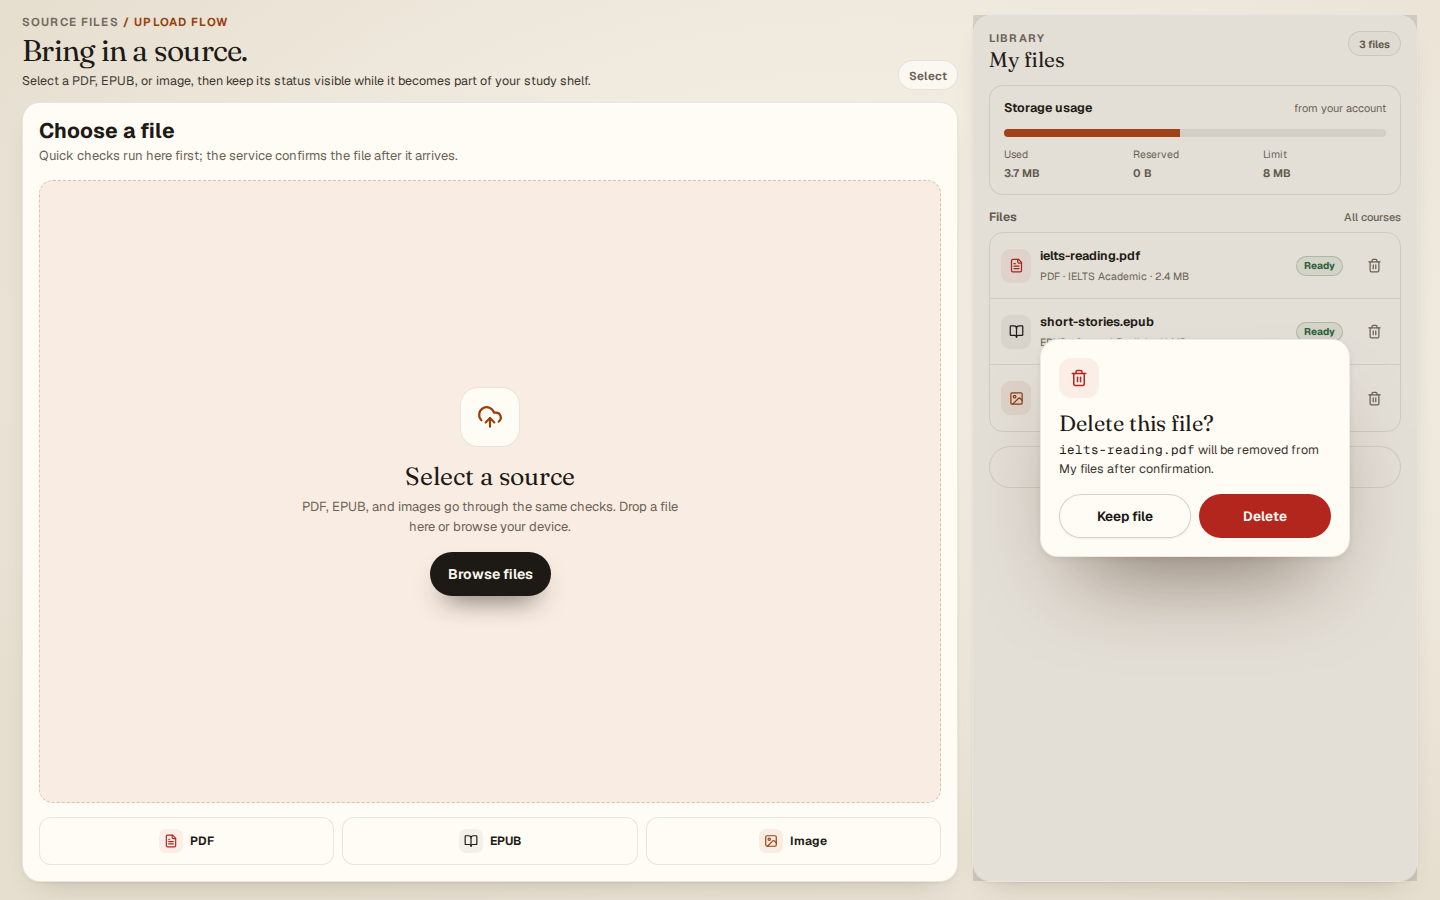 SOURCE FILES / UPLOAD FLOW
Bring in a source.
Select a PDF, EPUB, or image, then keep its status visible while it becomes part of your study shelf.
Select
Choose a file
Quick checks run here first; the service confirms the file after it arrives.
Select a source
PDF, EPUB, and images go through the same checks. Drop a file
here or browse your device.
Browse files
PDF
EPUB
Image
LIBRARY
My files
3 files
Storage usage
from your account
Used
Reserved
Limit
3.7 MB
0 B
8 MB
Files
All courses
ielts-reading.pdf
PDF · IELTS Academic · 2.4 MB
Ready
short-stories.epub
Ready
Delete this file?
ielts-reading.pdf will be removed from
My files after confirmation.
Keep file
Delete